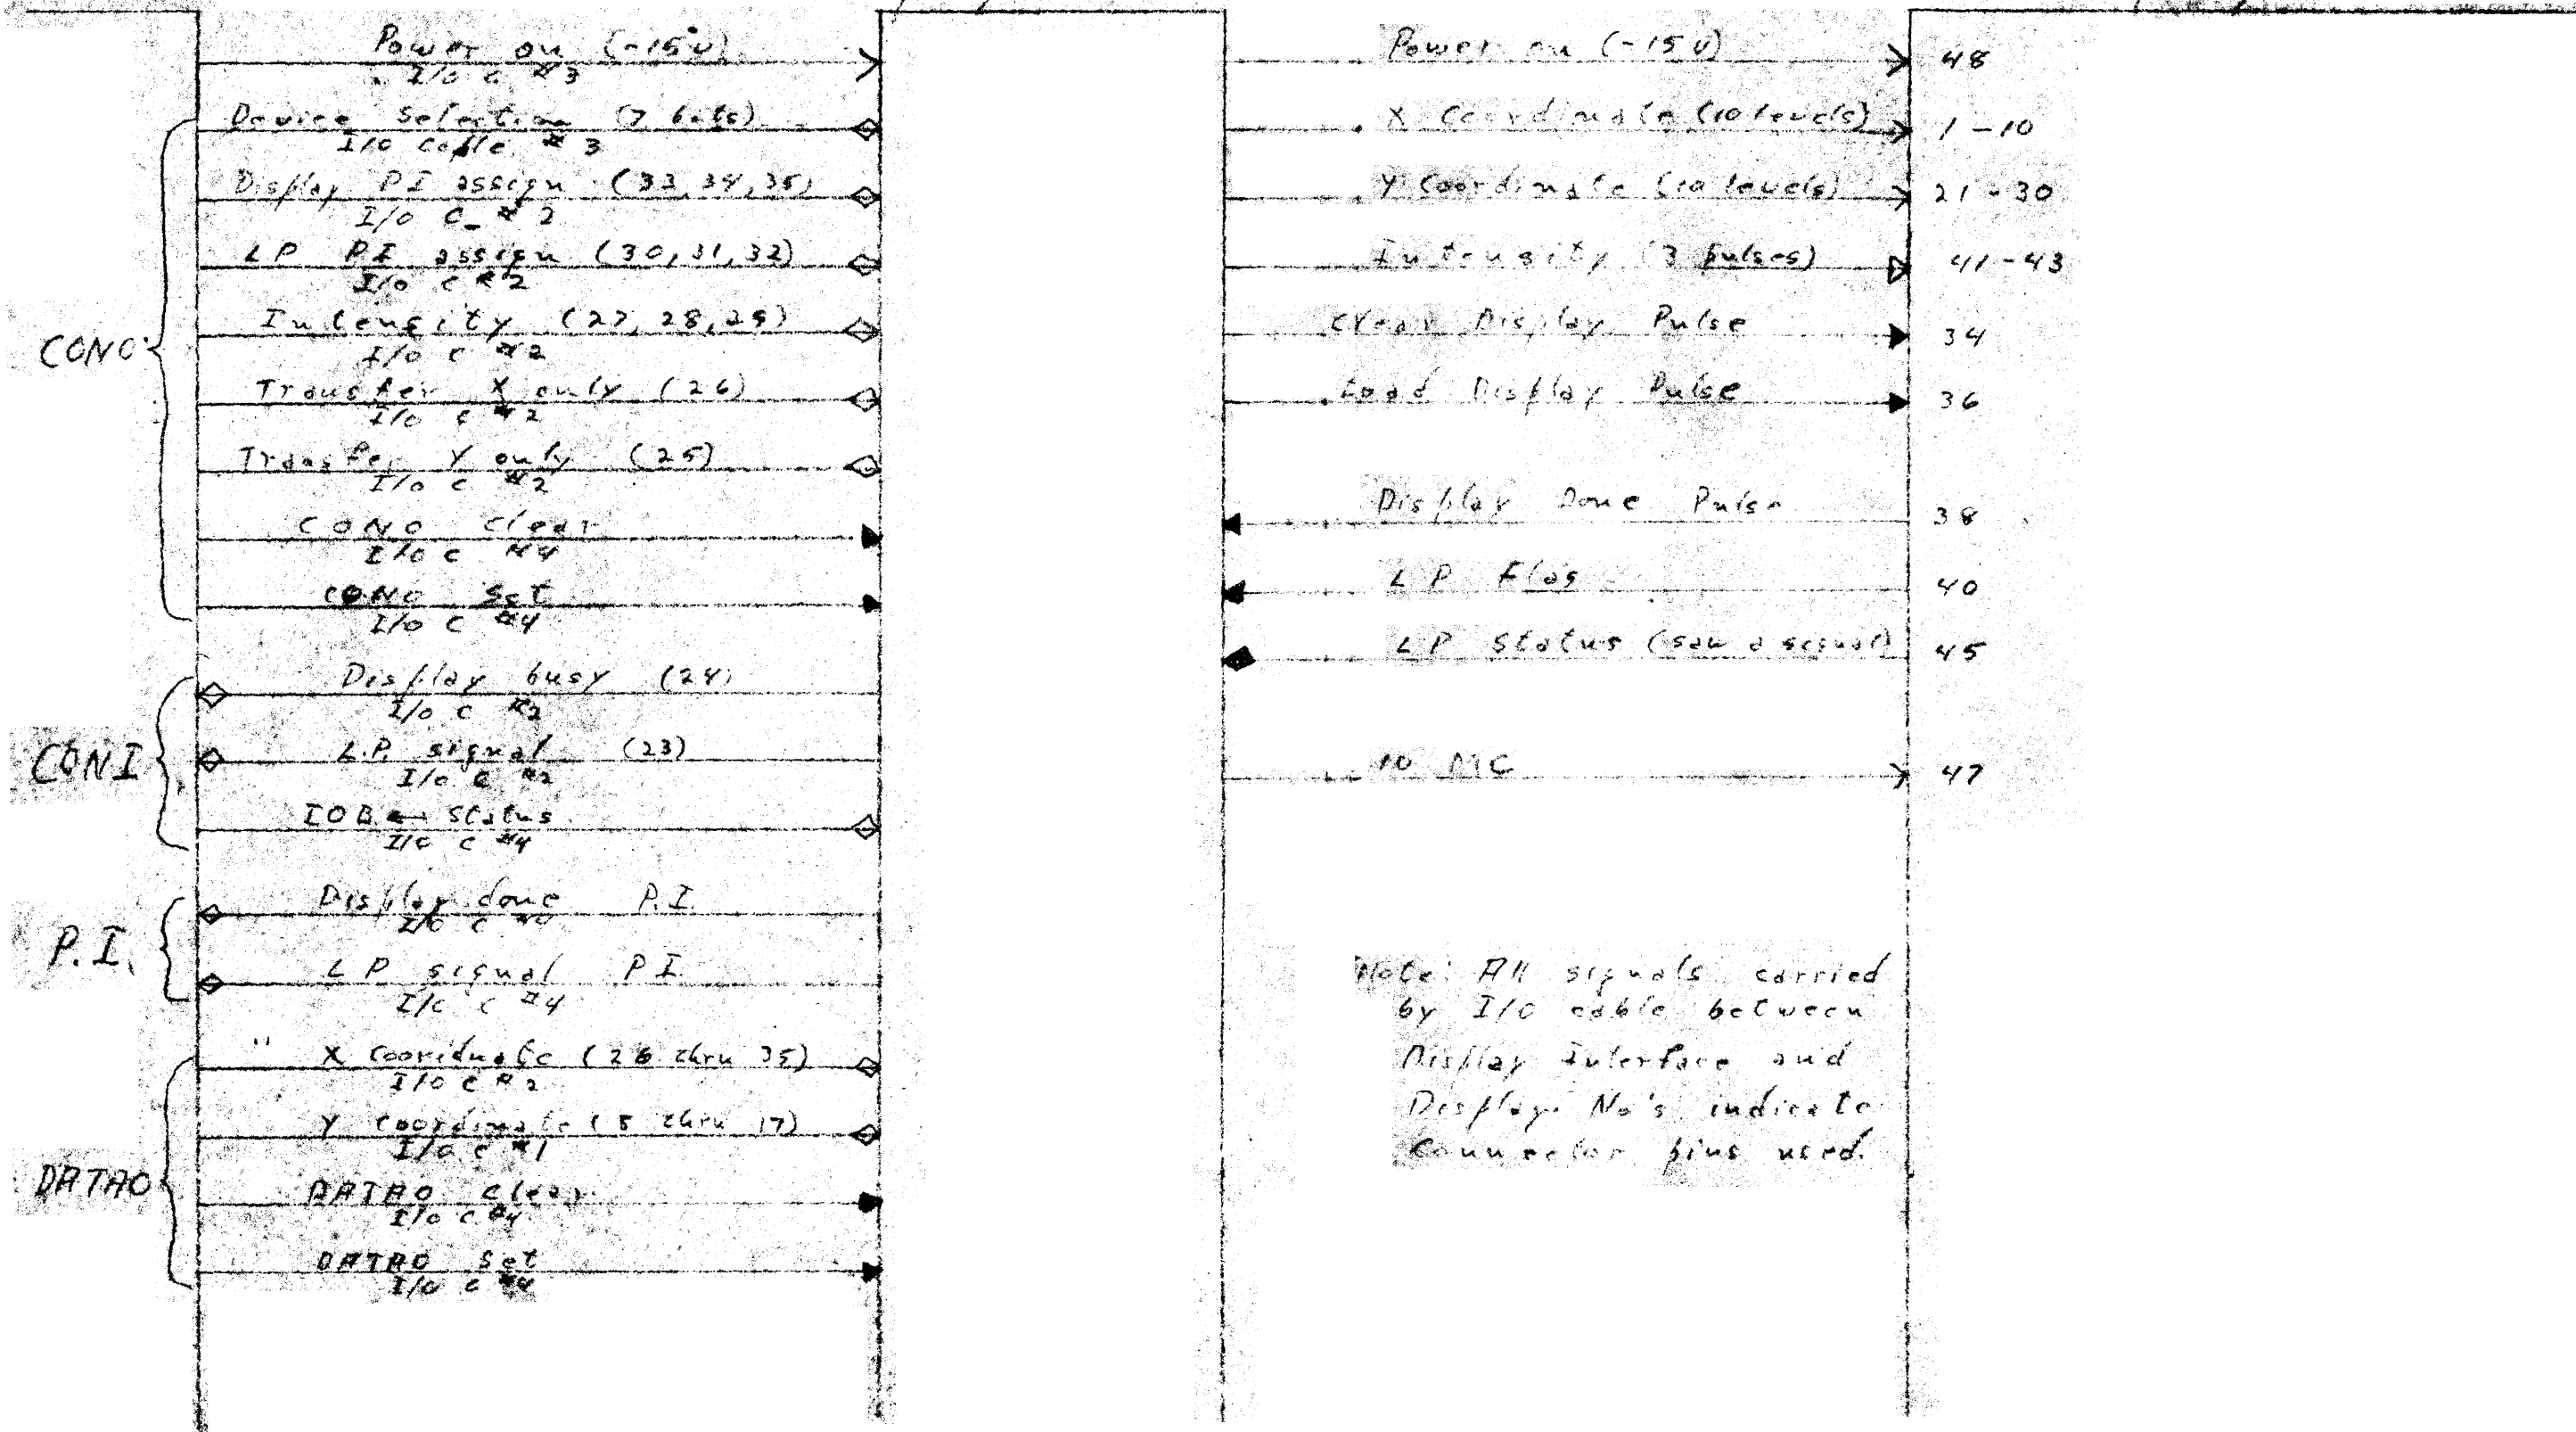 Power on (-15v)
I/O C #3
Device Selection (7 bits)
I/O Cable #3
Display PI assign (33,34,35)
I/O C #2
LP PI assign (30,31,32)
I/O C #2
Intensity (27,28,29)
I/O C #2
Transfer X only (26)
I/O C #2
Transfer Y only (25)
I/O C #2
CONO Clear
I/O C #4
CONO Set
I/O C #4
CONO
Display busy (24)
I/O C #2
L.P. signal (23)
I/O C #2
IOB ← Status
I/O C #4
CONI
Display done P.I.
I/O C
LP signal P.I.
I/O C #4
P.I.
X Cooridnate (26 thru 35)
I/O C #2
Y Coordinate (8 thru 17)
I/O C #1
DATAO Clear
I/O C #4
DATAO Set
I/O C #4
DATAO
Power on (-15v) 48
X Coordinate (10 levels) 1-10
Y Coordinate (10 levels) 21-30
Intensity (3 pulses) 41-43
Clear Display Pulse 34
Load Display Pulse 36
Display Done Pulse 38
LP Flag 40
LP Status (saw a signal) 45
10 MC 47
Note: All signals carried
by I/O cable between
Display Interface and
Display. No's indicate
Connector pins used.